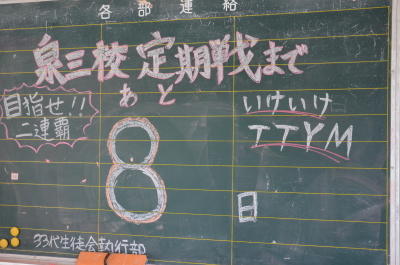 各部連絡
泉三校定期戦まで
あと
目指せ!!
二連覇
いけいけ
ITYM
8
日
33代生徒会執行部